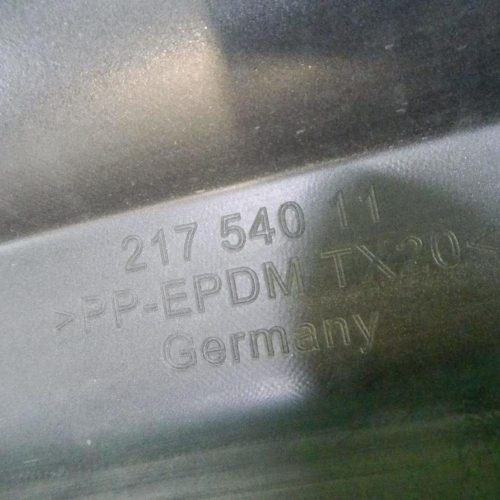 217 540 11
>PP-EPDM TX20<
Germany